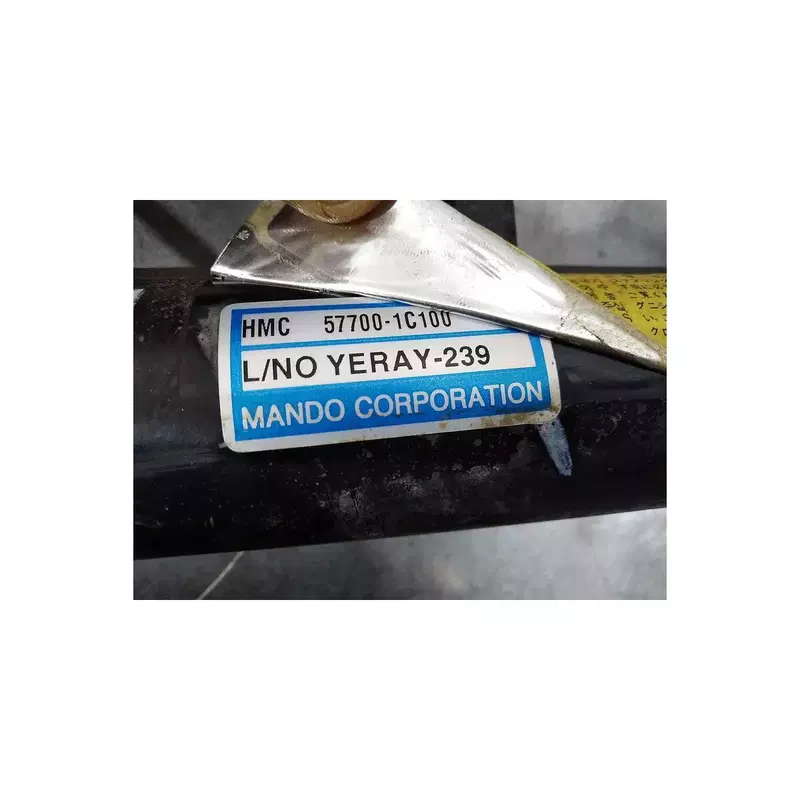 HMC 57700-1C100
L/NO YERAY-239
MANDO CORPORATION